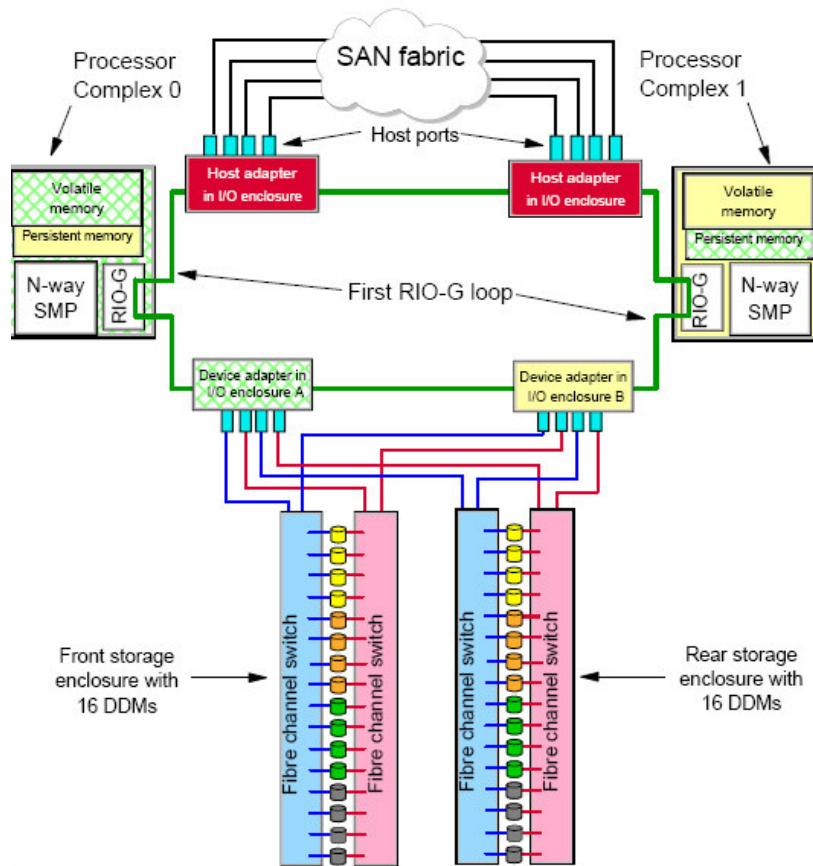 Processor
Complex 0
SAN fabric
Processor
Complex 1
Host ports
Host adapter
in I/O enclosure
Host adapter
in I/O enclosure
Volatile
memory
Persistent memory
N-way
SMP
RIO-G
Volatile
memory
Persistent memory
RIO-G
N-way
SMP
First RIO-G loop
Device adapter in
I/O enclosure A
Device adapter in
I/O enclosure B
Front storage
enclosure with
16 DDMs
Fibre channel switch
Fibre channel switch
Fibre channel switch
Fibre channel switch
Rear storage
enclosure with
16 DDMs